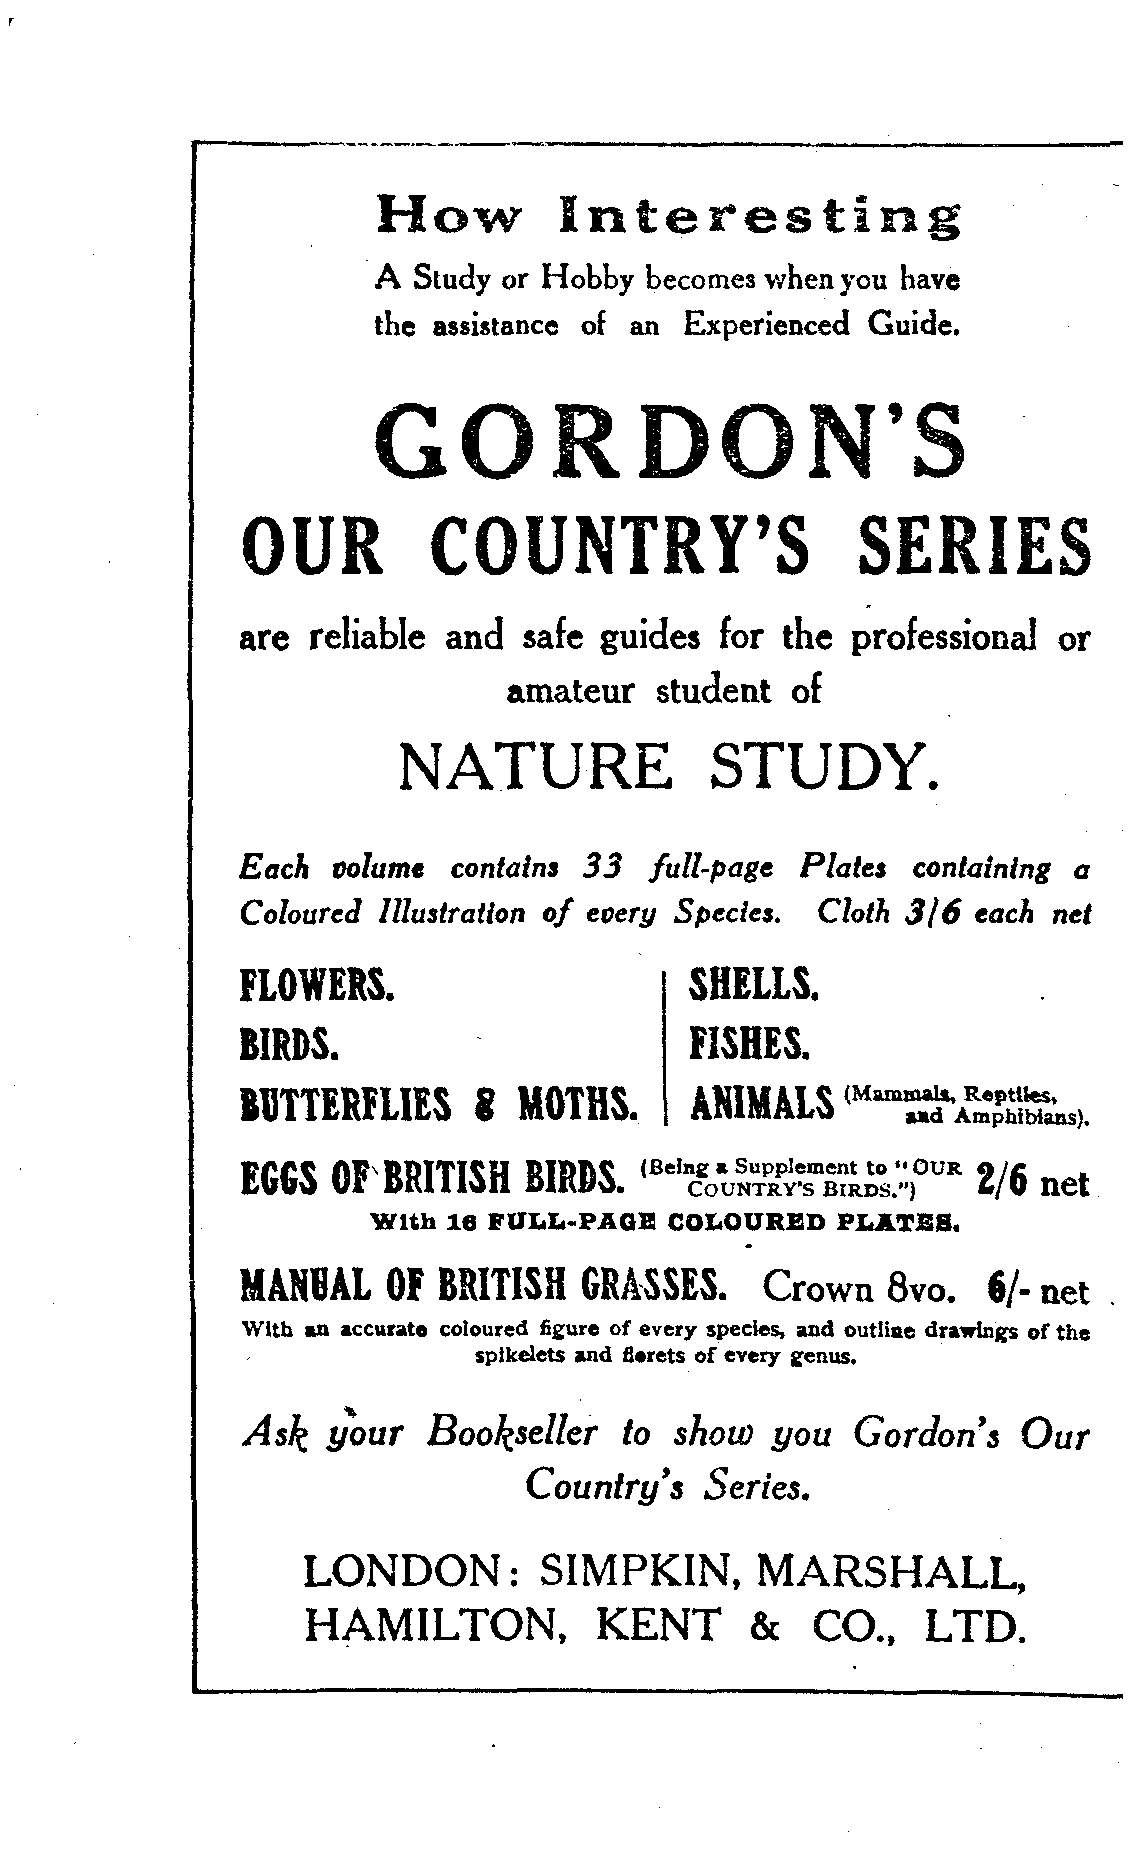 How Interesting
A Study or Hobby becomes when you have
the assistance of an Experienced Guide.
GORDON'S
OUR COUNTRY'S SERIES
are reliable and safe guides for the professional or
amateur student of
NATURE STUDY.
Each volume contains 33 full-page Plates containing a
Coloured Illustration of every Species. Cloth 3/6 each net
FLOWERS.
BIRDS.
BUTTERFLIES & MOTHS.
SHELLS.
FISHES.
ANIMALS (Mammals, Reptiles,
and Amphibians).
EGGS OF BRITISH BIRDS. (Being a Supplement to "OUR
COUNTRY'S BIRDS.") 2/6 net
With 16 FULL-PAGE COLOURED PLATES.
MANUAL OF BRITISH GRASSES. Crown 8vo. 6/- net
With an accurate coloured figure of every species, and outline drawings of the
spikelets and florets of every genus.
Ask your Bookseller to show you Gordon's Our
Country's Series.
LONDON: SIMPKIN, MARSHALL,
HAMILTON, KENT & CO., LTD.